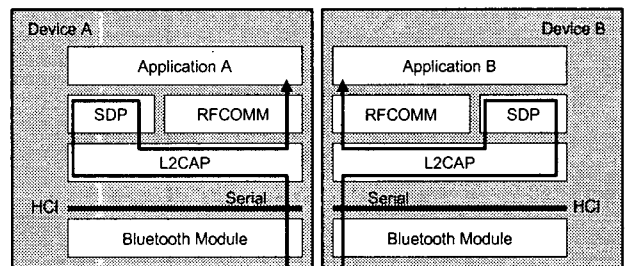 Device A
Application A
SDP
RFCOMM
L2CAP
HCI
Serial
Bluetooth Module
Device B
Application B
RFCOMM
SDP
L2CAP
Serial
HCI
Bluetooth Module